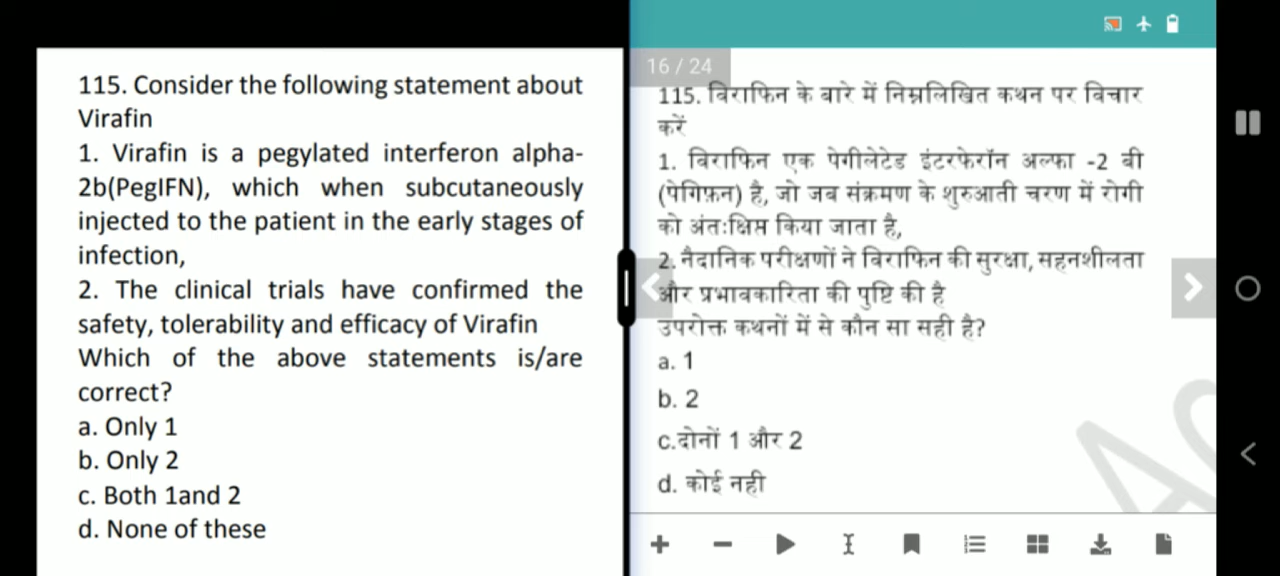 115. Consider the following statement about
Virafin
1. Virafin is a pegylated interferon alpha-
2b(PegIFN), which when subcutaneously
injected to the patient in the early stages of
infection,
2. The clinical trials have confirmed the
safety, tolerability and efficacy of Virafin
Which of the above statements is/are
correct?
a. Only 1
b. Only 2
c. Both 1and 2
d. None of these
16 / 24
115. विराफिन के बारे में निम्नलिखित कथन पर विचार
करें
1. विराफिन एक पेगीलेटेड इंटरफेरॉन अल्फा -2 बी
(पेगिफ़न) है, जो जब संक्रमण के शुरुआती चरण में रोगी
को अंतःक्षिप्त किया जाता है,
2. नैदानिक परीक्षणों ने विराफिन की सुरक्षा, सहनशीलता
और प्रभावकारिता की पुष्टि की है
उपरोक्त कथनों में से कौन सा सही है?
a. 1
b. 2
c.दोनों 1 और 2
d. कोई नही